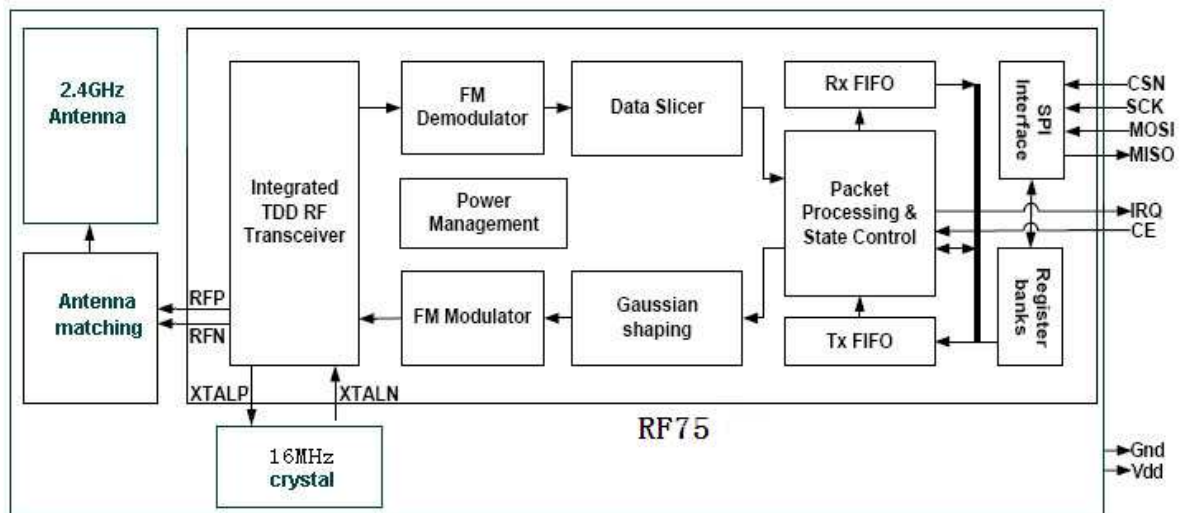 2.4GHz
Antenna
Antenna
matching
RFP
RFN
Integrated
TDD RF
Transceiver
XTALP
XTALN
16MHz
crystal
FM
Demodulator
Data Slicer
Power
Management
FM Modulator
Gaussian
shaping
Rx FIFO
Packet
Processing &
State Control
Tx FIFO
SPI
Interface
Register
banks
CSN
SCK
MOSI
MISO
IRQ
CE
RF75
Gnd
Vdd